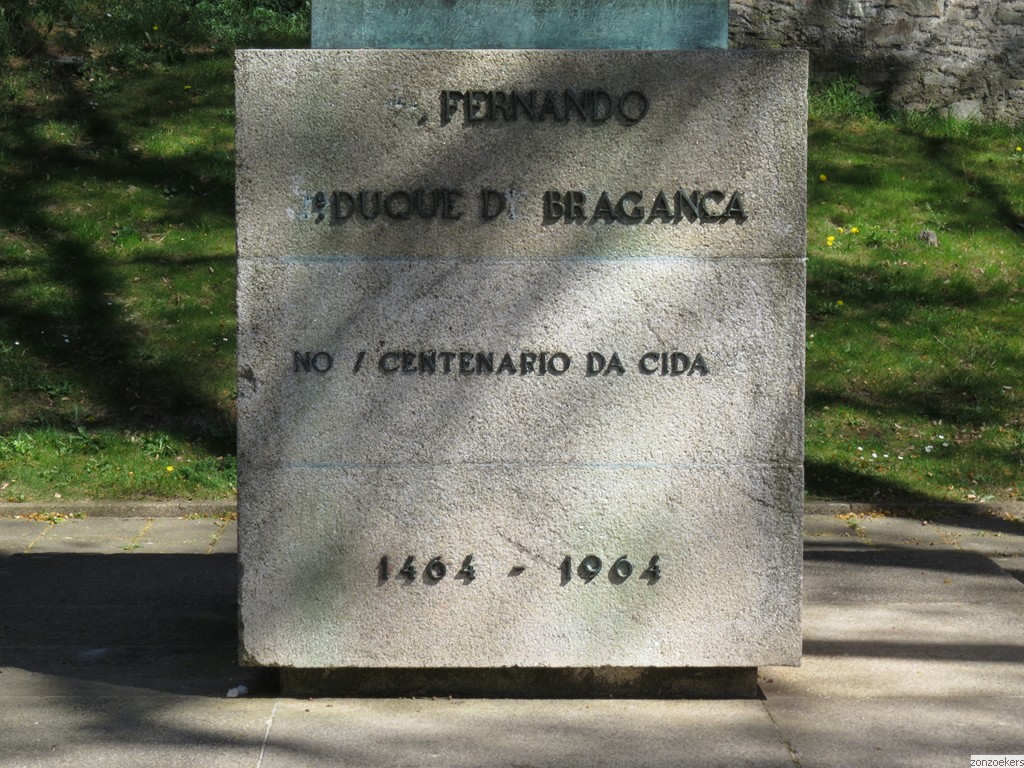 FERNANDO
º DUQUE D BRAGANÇA
NO / CENTENARIO DA CIDA
1464 - 1964
zonzoekers